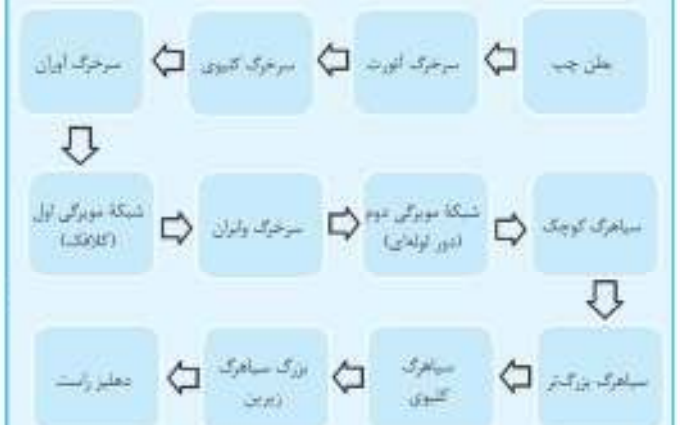 بطن چپ
سرخرگ آئورت
سرخرگ کلیوی
سرخرگ آوران
شبکهٔ مویرگی اول
(کلافک)
سرخرگ وابران
شبکهٔ مویرگی دوم
(دور لوله‌ای)
سیاهرگ کوچک
سیاهرگ بزرگ‌تر
سیاهرگ
کلیوی
بزرگ سیاهرگ
زیرین
دهلیز راست